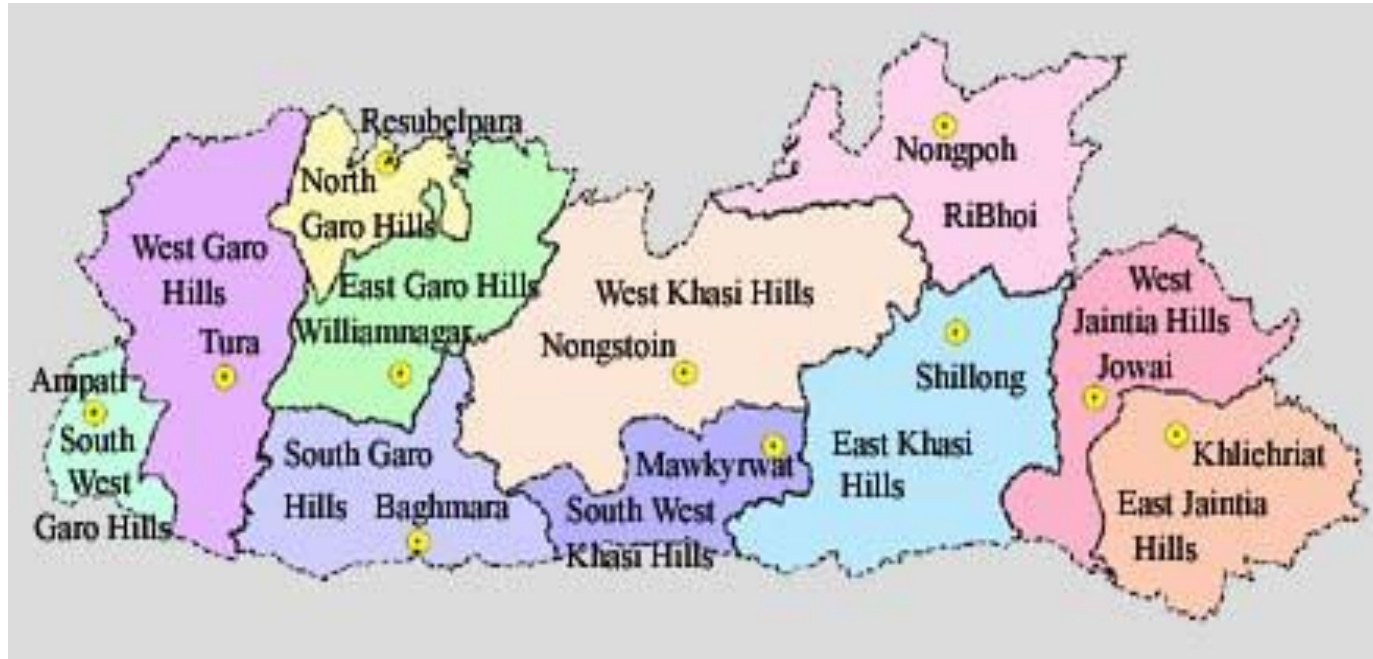 Resubelpara
North
Garo Hills
West Garo
Hills
Tura
East Garo Hills
Williamnagar
Ampati
South
West
Garo Hills
South Garo
Hills
Baghmara
West Khasi Hills
Nongstoin
Mawkyrwat
South West
Khasi Hills
Nongpoh
RiBhoi
Shillong
East Khasi
Hills
West
Jaintia Hills
Jowai
Khliehriat
East Jaintia
Hills